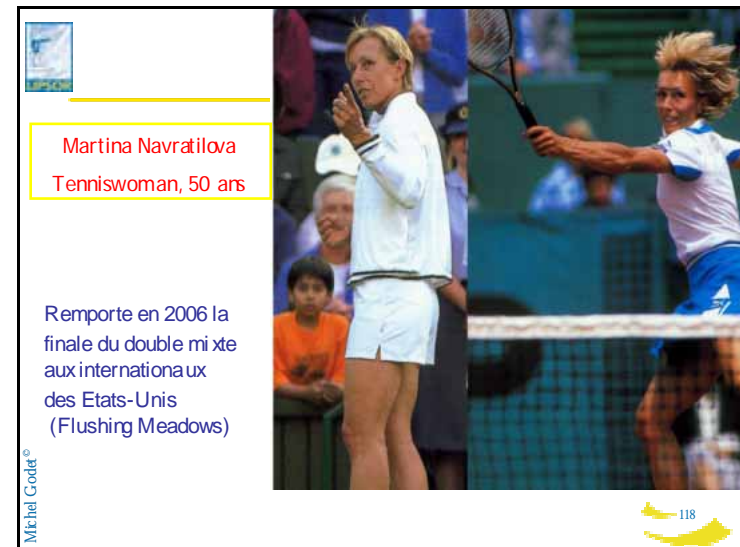 LIPSOR
Martina Navratilova
Tenniswoman, 50 ans
Remporte en 2006 la
finale du double mixte
aux internationaux
des Etats-Unis
(Flushing Meadows)
Michel Godet©
118